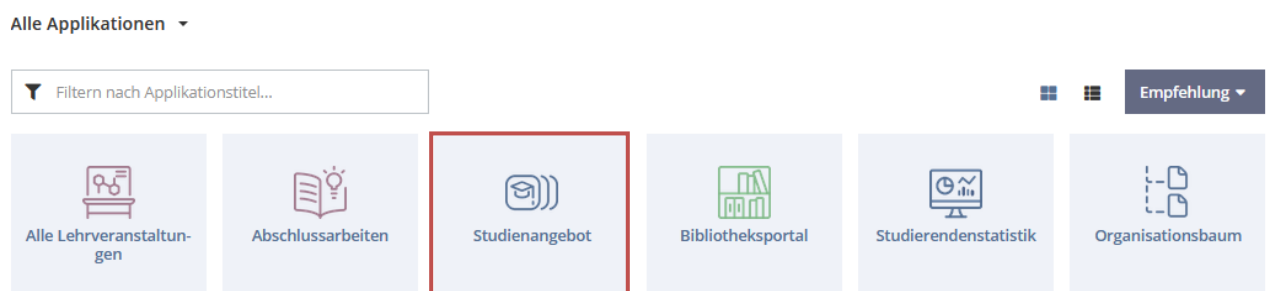 Alle Applikationen
Filtern nach Applikationstitel...
Empfehlung
Alle Lehrveranstaltun-
gen
Abschlussarbeiten
Studienangebot
Bibliotheksportal
Studierendenstatistik
Organisationsbaum